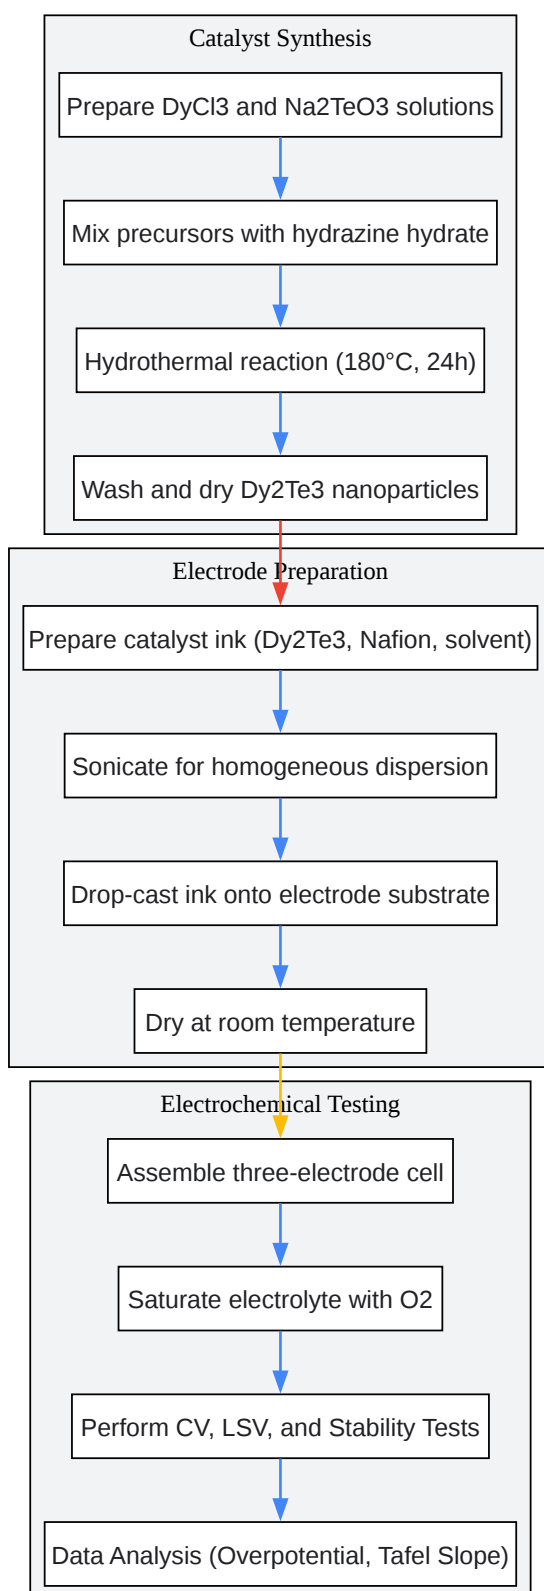 Catalyst Synthesis
Prepare DyCl3 and Na2TeO3 solutions
Mix precursors with hydrazine hydrate
Hydrothermal reaction (180°C, 24h)
Wash and dry Dy2Te3 nanoparticles
Electrode Preparation
Prepare catalyst ink (Dy2Te3, Nafion, solvent)
Sonicate for homogeneous dispersion
Drop-cast ink onto electrode substrate
Dry at room temperature
Electrochemical Testing
Assemble three-electrode cell
Saturate electrolyte with O2
Perform CV, LSV, and Stability Tests
Data Analysis (Overpotential, Tafel Slope)